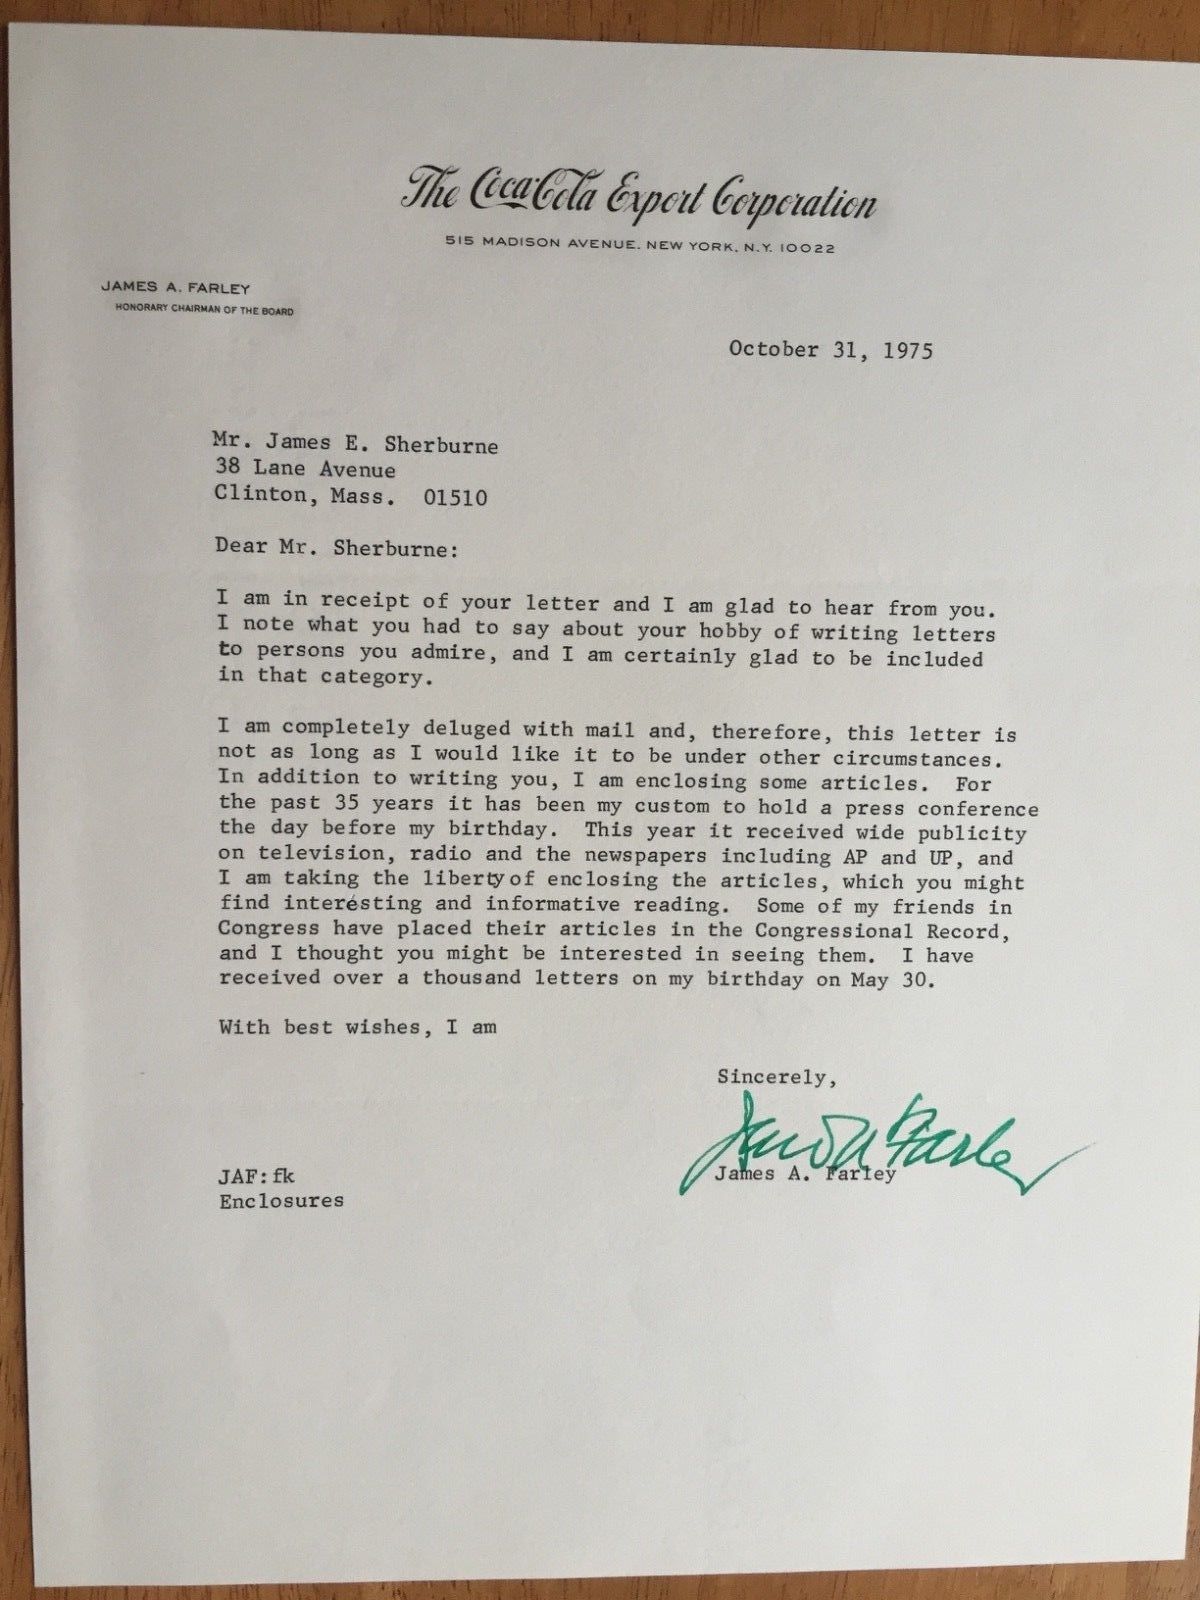 The Coca-Cola Export Corporation
515 MADISON AVENUE. NEW YORK, N.Y. 10022
JAMES A. FARLEY
HONORARY CHAIRMAN OF THE BOARD
October 31, 1975
Mr. James E. Sherburne
38 Lane Avenue
Clinton, Mass. 01510
Dear Mr. Sherburne:
I am in receipt of your letter and I am glad to hear from you.
I note what you had to say about your hobby of writing letters
to persons you admire, and I am certainly glad to be included
in that category.
I am completely deluged with mail and, therefore, this letter is
not as long as I would like it to be under other circumstances.
In addition to writing you, I am enclosing some articles. For
the past 35 years it has been my custom to hold a press conference
the day before my birthday. This year it received wide publicity
on television, radio and the newspapers including AP and UP, and
I am taking the liberty of enclosing the articles, which you might
find interésting and informative reading. Some of my friends in
Congress have placed their articles in the Congressional Record,
and I thought you might be interested in seeing them. I have
received over a thousand letters on my birthday on May 30.
With best wishes, I am
Sincerely,
James A. Farley
James A. Farley
JAF:fk
Enclosures